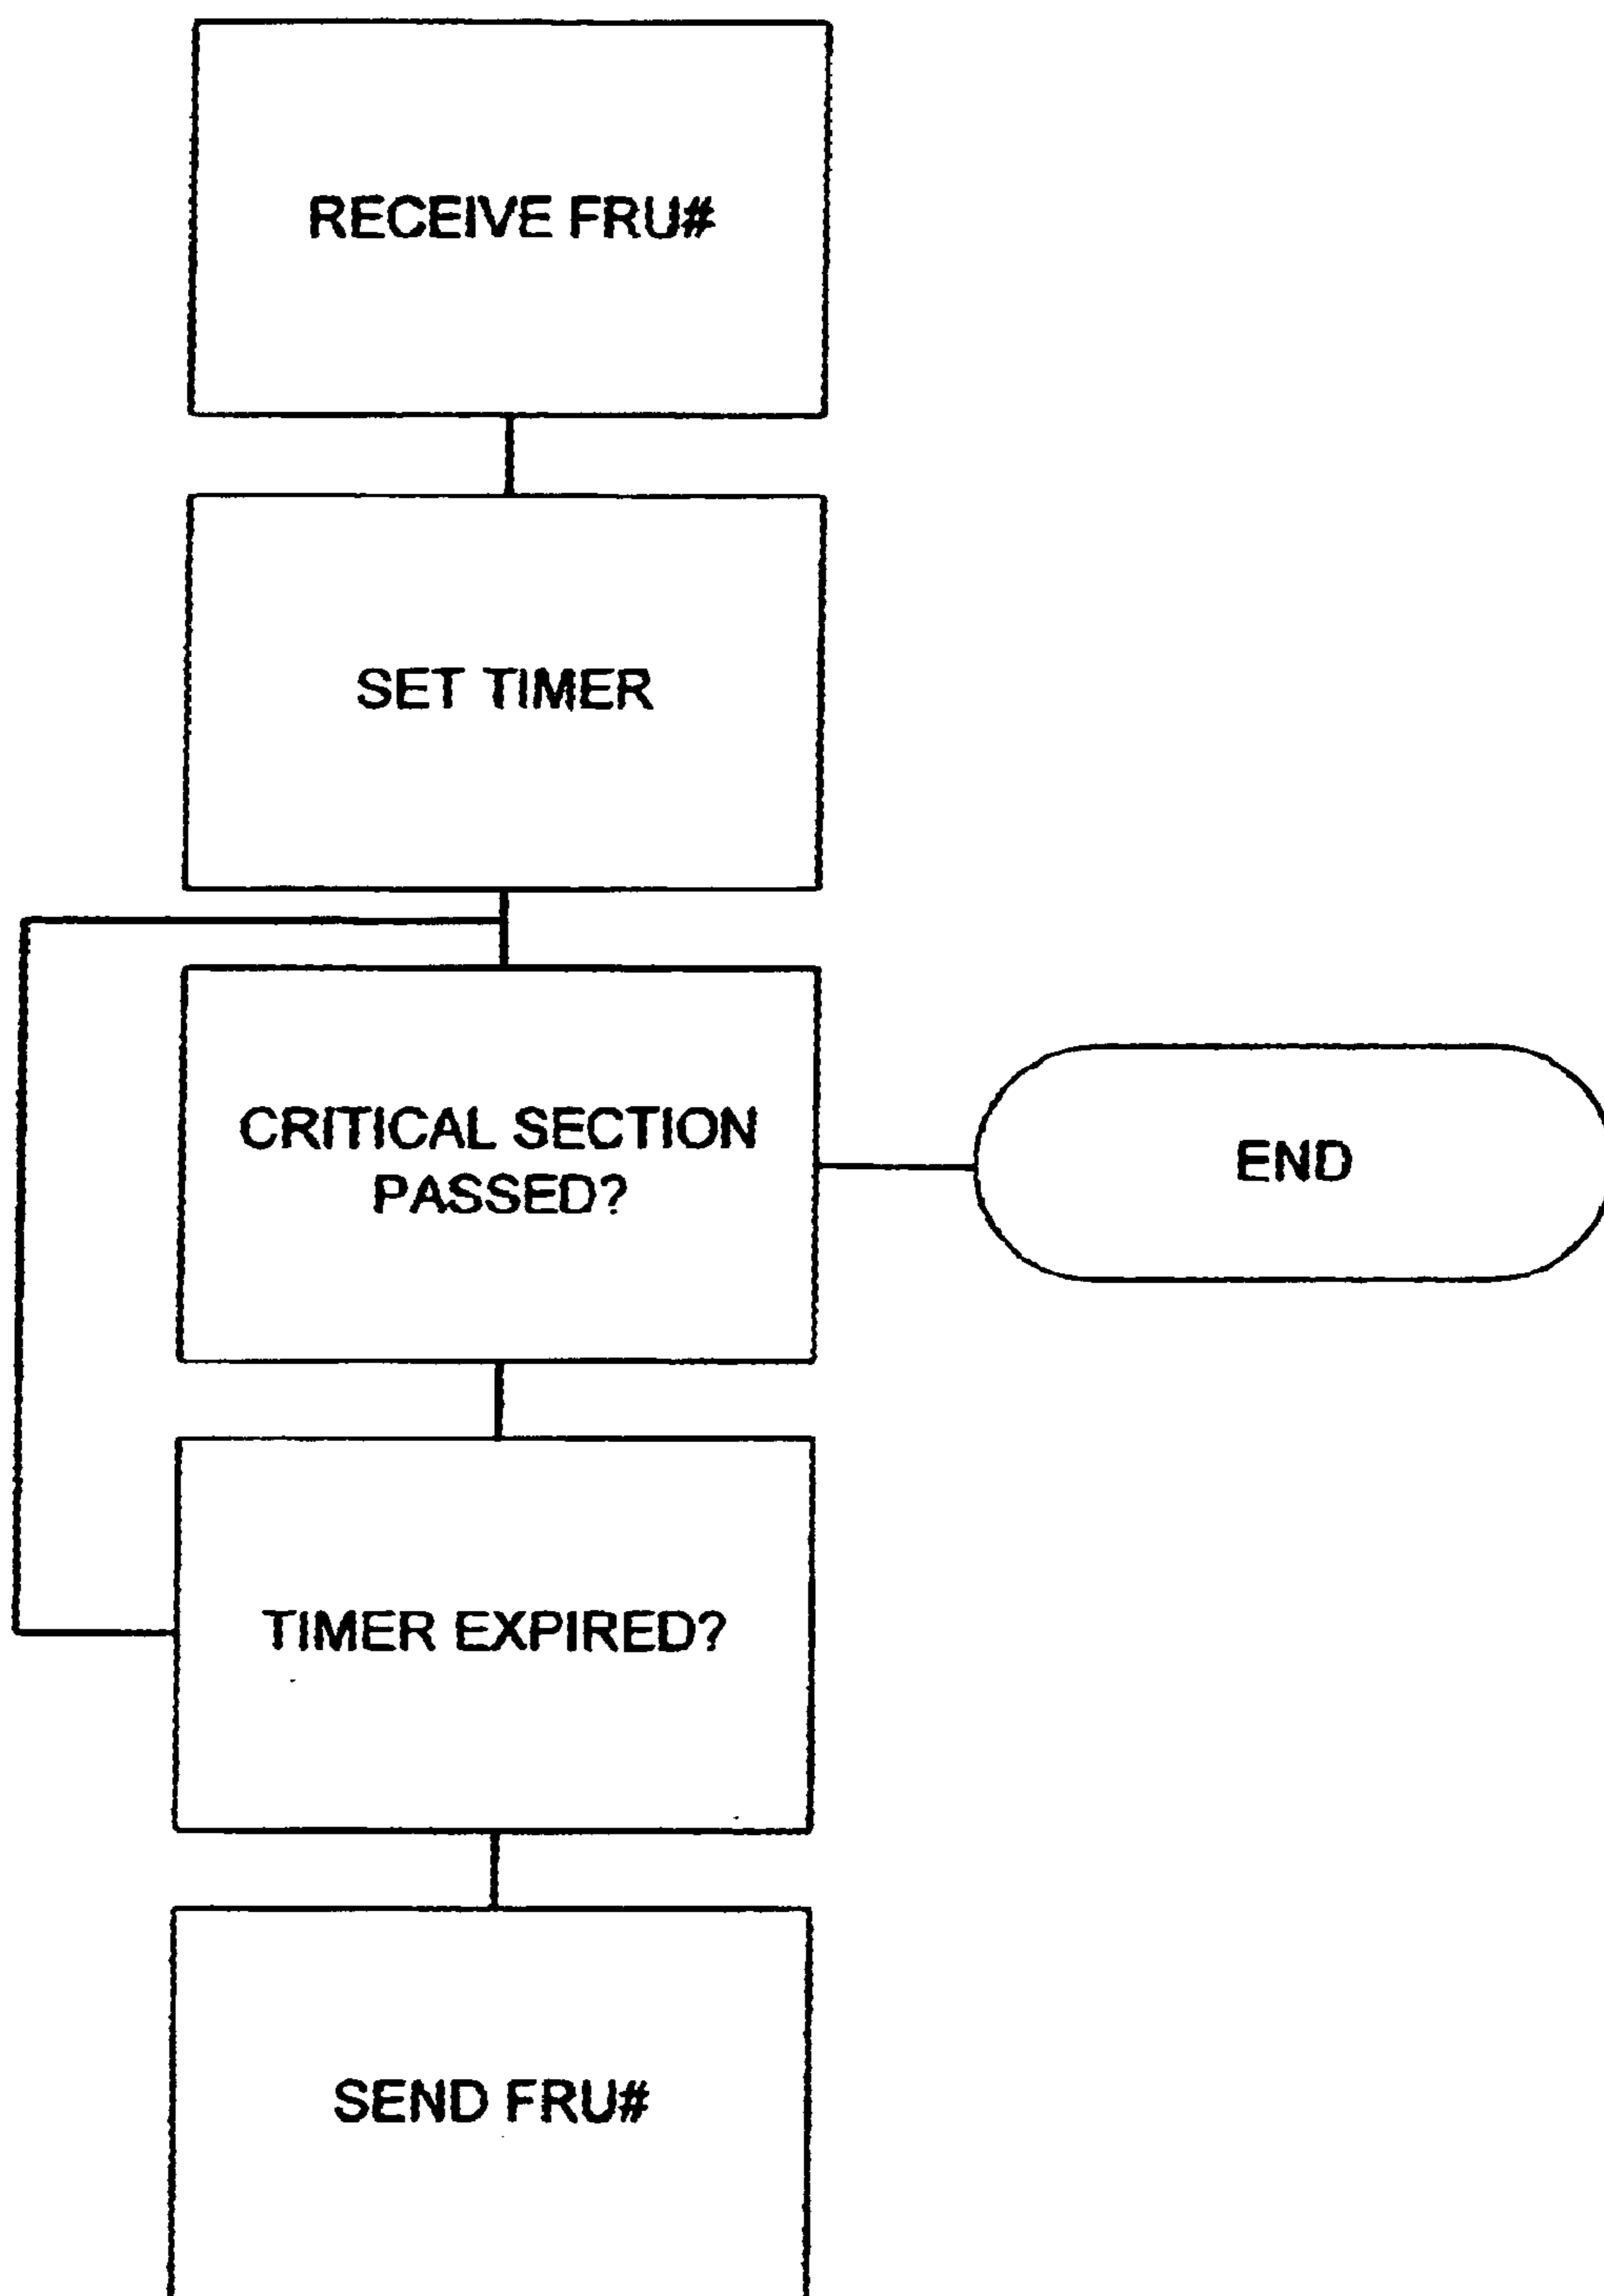 RECEIVE FRU#
SET TIMER
CRITICAL SECTION
PASSED?
END
TIMER EXPIRED?
SEND FRU#